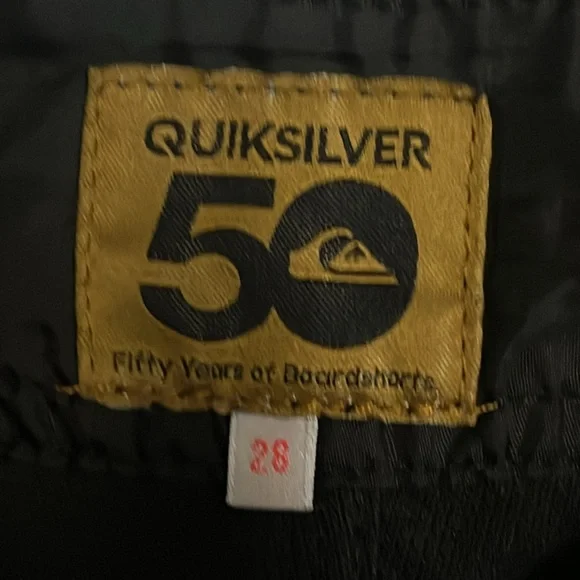 QUIKSILVER
50
Fifty Years of Boardshorts
28